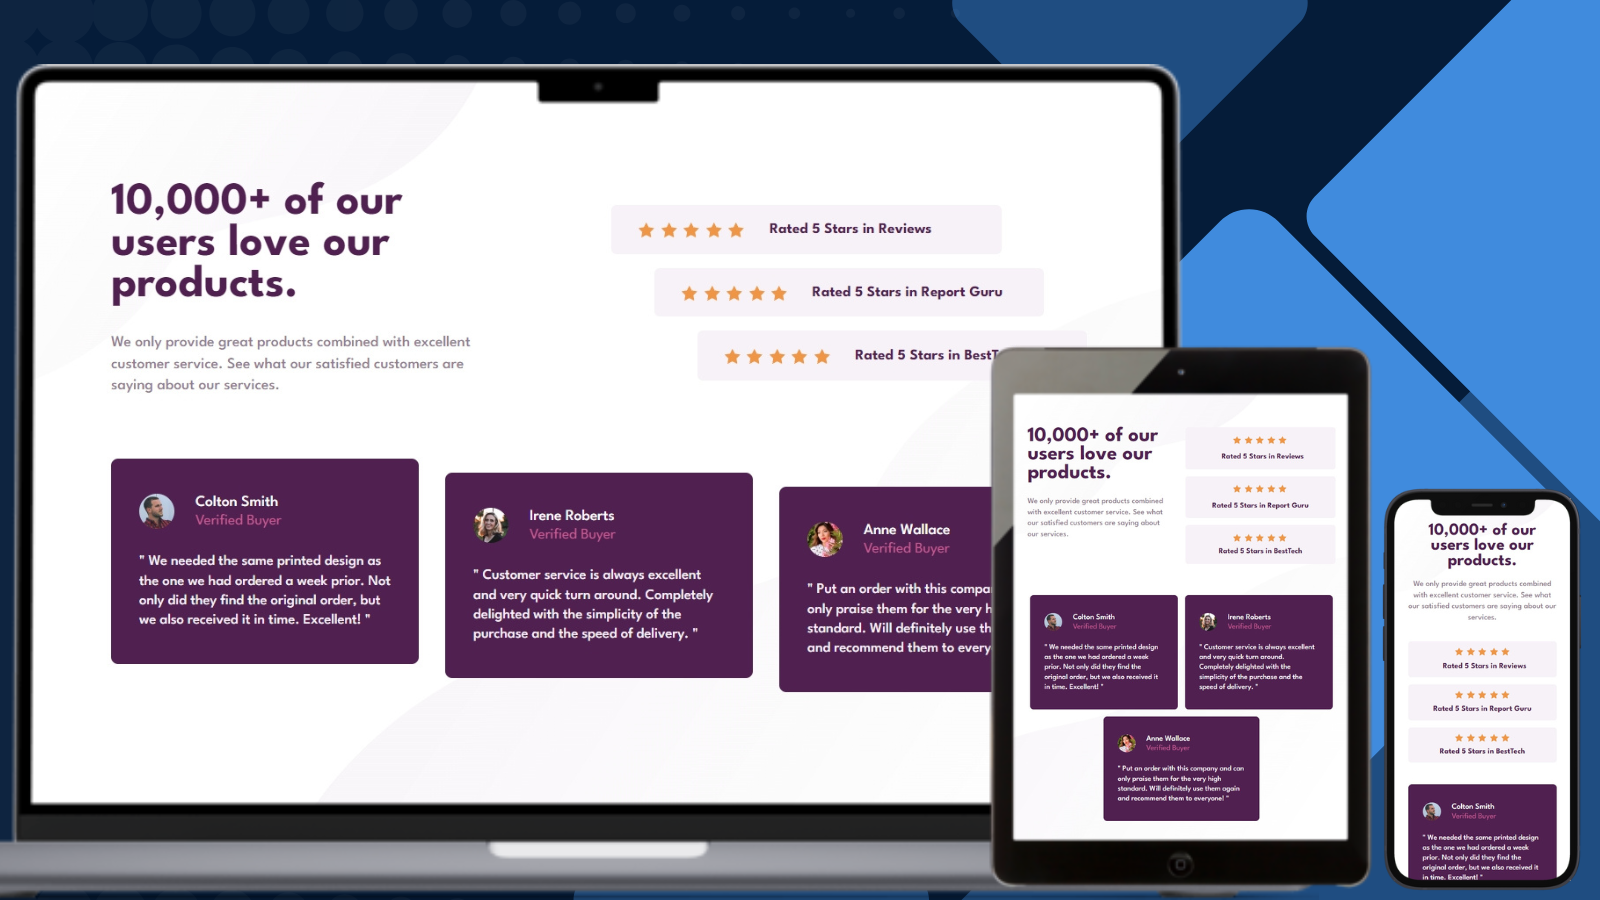 10,000+ of our
users love our
products.
We only provide great products combined with excellent
customer service. See what our satisfied customers are
saying about our services.
Rated 5 Stars in Reviews
Rated 5 Stars in Report Guru
Rated 5 Stars in BestT
Colton Smith
Verified Buyer
" We needed the same printed design as
the one we had ordered a week prior. Not
only did they find the original order, but
we also received it in time. Excellent! "
Irene Roberts
Verified Buyer
" Customer service is always excellent
and very quick turn around. Completely
delighted with the simplicity of the
purchase and the speed of delivery. "
Anne Wallace
Verified Buyer
" Put an order with this compa
only praise them for the very h
standard. Will definitely use th
and recommend them to every
10,000+ of our
users love our
products.
We only provide great products combined
with excellent customer service. See what
our satisfied customers are saying about
our services.
Rated 5 Stars in Reviews
Rated 5 Stars in Report Guru
Rated 5 Stars in BestTech
Colton Smith
Verified Buyer
" We needed the same printed design
as the one we had ordered a week
prior. Not only did they find the
original order, but we also received it
in time. Excellent! "
Irene Roberts
Verified Buyer
" Customer service is always excellent
and very quick turn around.
Completely delighted with the
simplicity of the purchase and the
speed of delivery. "
Anne Wallace
Verified Buyer
" Put an order with this company and can
only praise them for the very high
standard. Will definitely use them again
and recommend them to everyone! "
10,000+ of our
users love our
products.
We only provide great products combined
with excellent customer service. See what
our satisfied customers are saying about our
services.
Rated 5 Stars in Reviews
Rated 5 Stars in Report Guru
Rated 5 Stars in BestTech
Colton Smith
Verified Buyer
" We needed the same printed design
as the one we had ordered a week
prior. Not only did they find the
original order, but we also received it
in time. Excellent! "